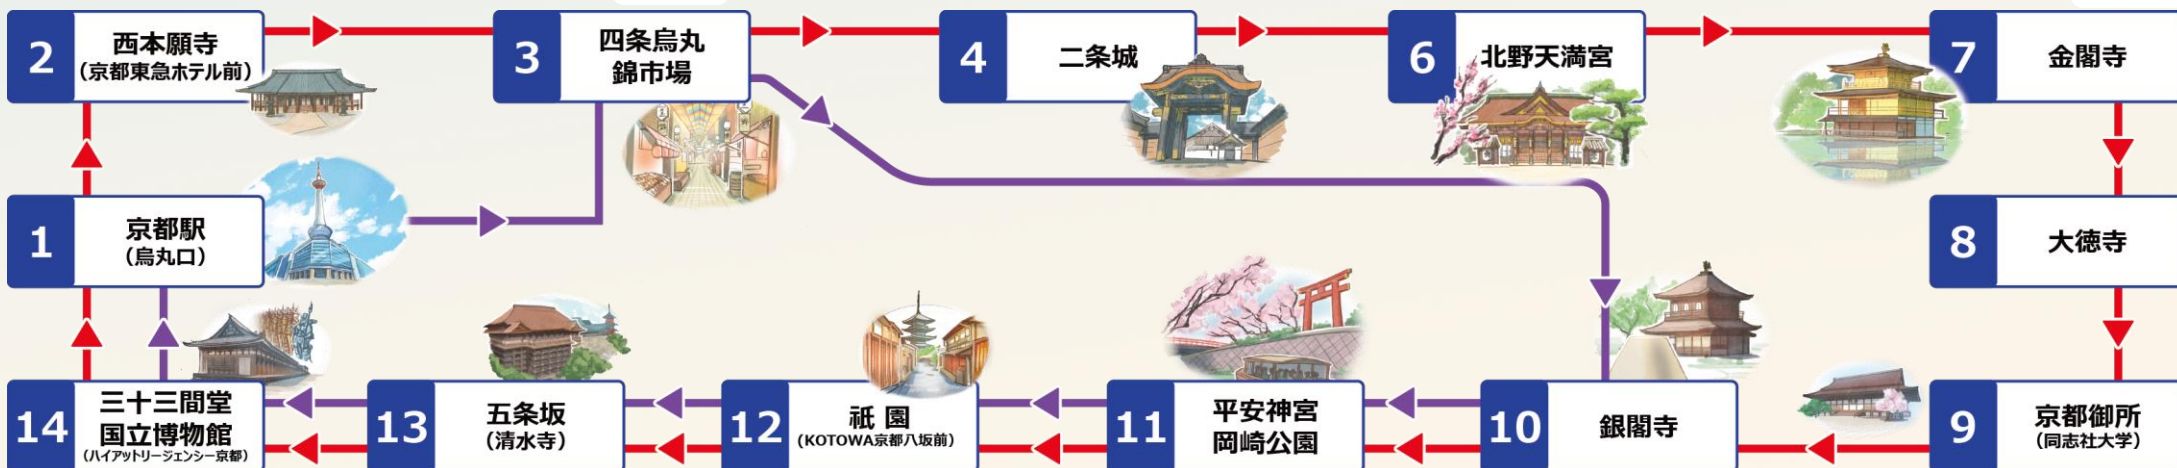 2
西本願寺
(京都東急ホテル前)
3
四条烏丸
錦市場
4
二条城
6
北野天満宮
7
金閣寺
1
京都駅
(烏丸口)
8
大徳寺
14
三十三間堂
国立博物館
(ハイアットリージェンシー京都)
13
五条坂
(清水寺)
12
祇園
(KOTOWA京都八坂前)
11
平安神宮
岡崎公園
10
銀閣寺
9
京都御所
(同志社大学)